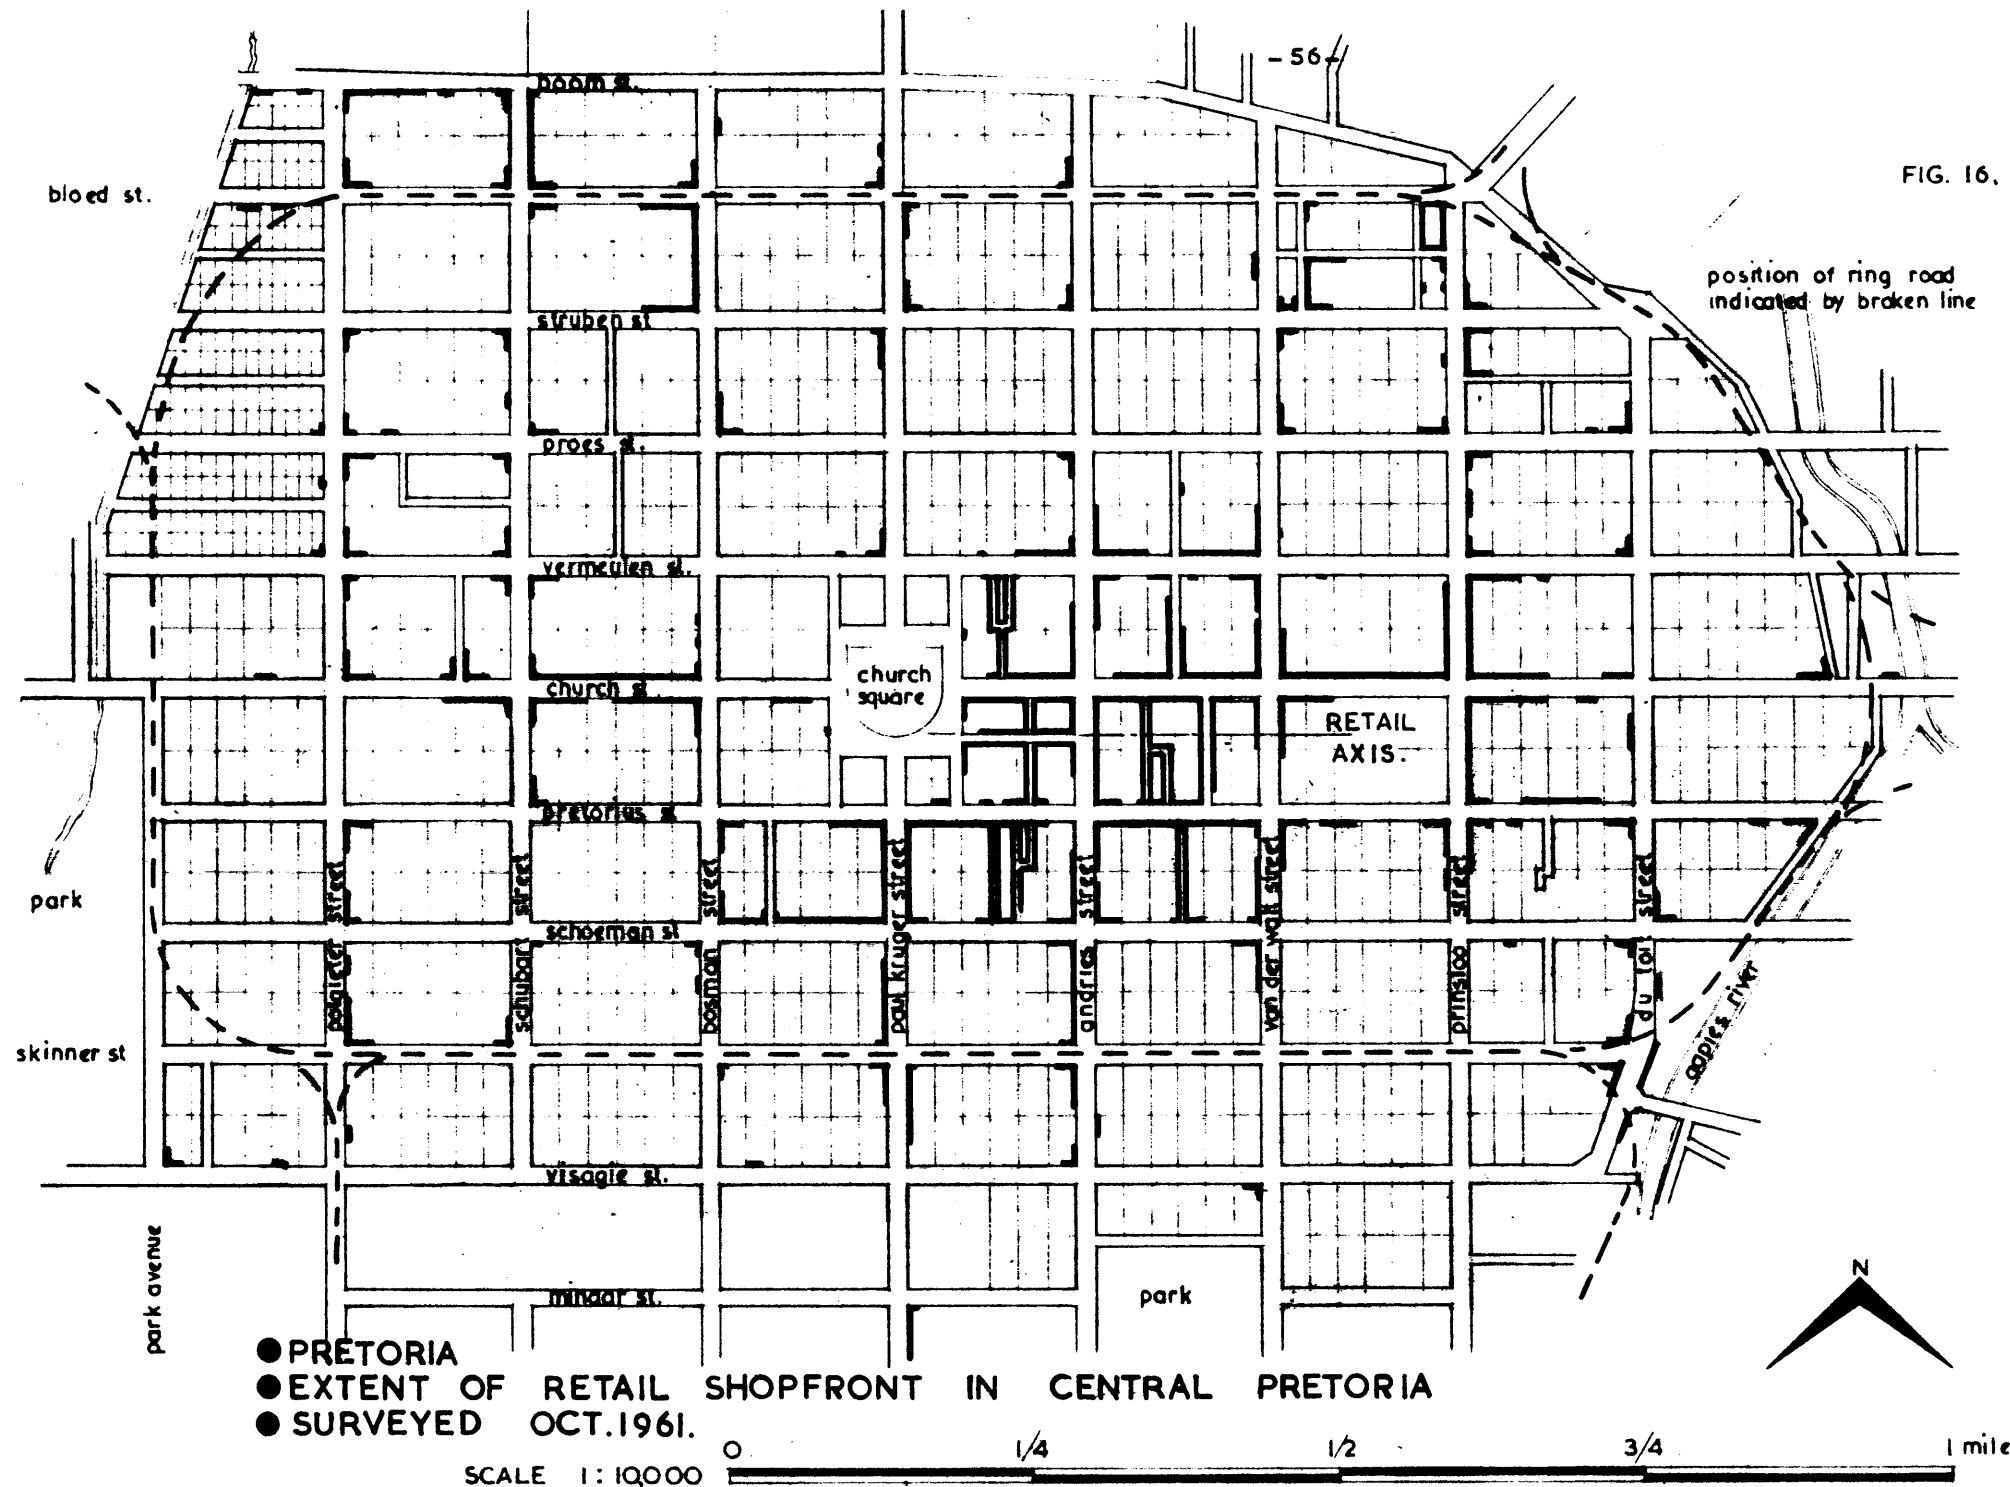 - 56 -
boom st.
FIG. 16.
bloed st.
position of ring road
indicated by broken line
struben st
proes st.
vermeulen st.
church
square
church st.
RETAIL
AXIS.
pretorius st
park
potgieter street
schubart street
bosman street
paul kruger street
andries street
van der walt street
prinsloo street
du toit street
schoeman st
skinner st
aapies river
visagie st.
park avenue
minaar st.
park
N
PRETORIA
EXTENT OF RETAIL SHOPFRONT IN CENTRAL PRETORIA
SURVEYED OCT. 1961.
0 1/4 1/2 3/4 1 mile
SCALE 1 : 10,000